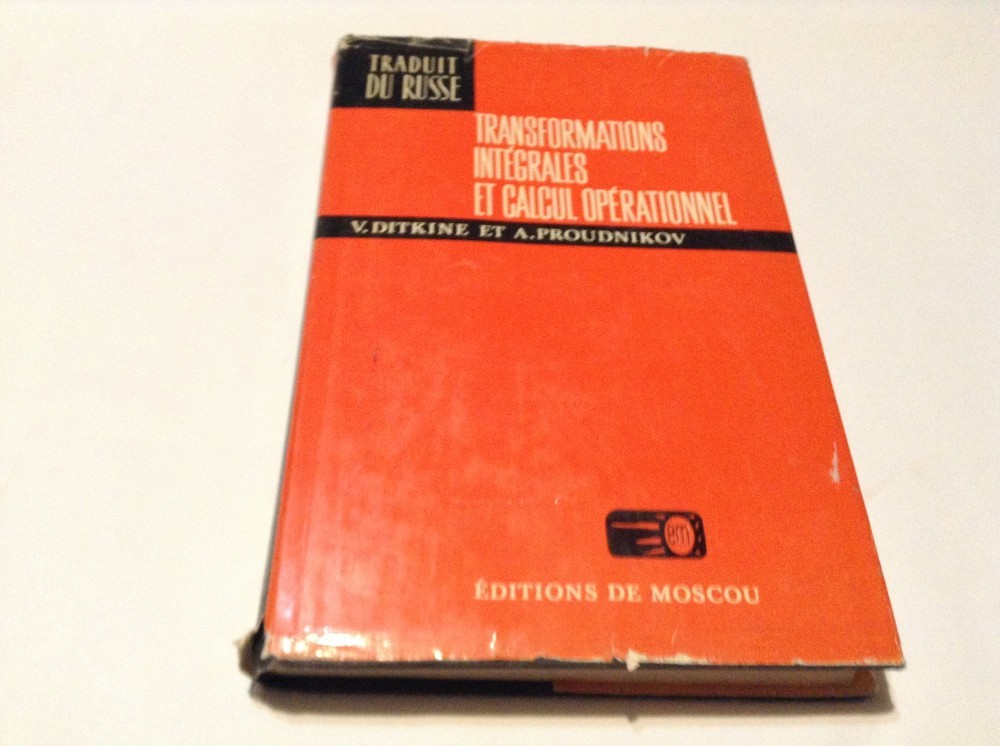 TRADUIT
DU RUSSE
TRANSFORMATIONS
INTÉGRALES
ET CALCUL OPÉRATIONNEL
V. DITKINE ET A. PROUDNIKOV
em
ÉDITIONS DE MOSCOU